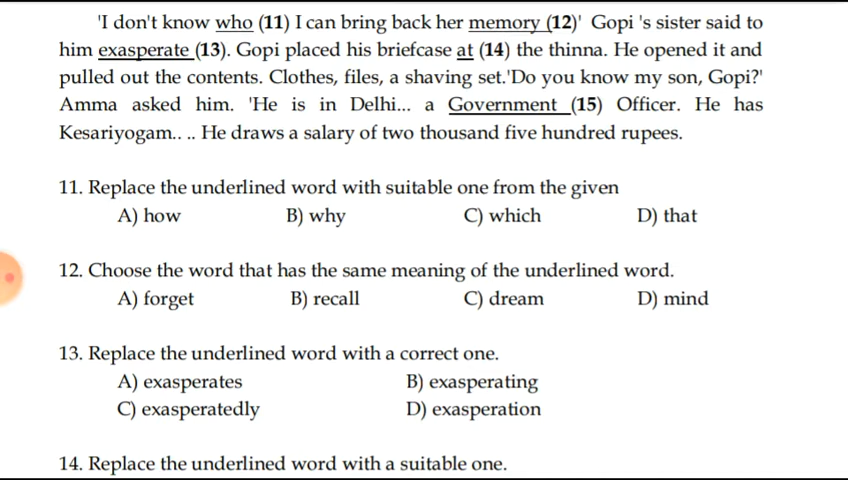 'I don't know who (11) I can bring back her memory (12)' Gopi 's sister said to
him exasperate (13). Gopi placed his briefcase at (14) the thinna. He opened it and
pulled out the contents. Clothes, files, a shaving set.'Do you know my son, Gopi?'
Amma asked him. 'He is in Delhi... a Government (15) Officer. He has
Kesariyogam.. .. He draws a salary of two thousand five hundred rupees.
11. Replace the underlined word with suitable one from the given
A) how B) why C) which D) that
12. Choose the word that has the same meaning of the underlined word.
A) forget B) recall C) dream D) mind
13. Replace the underlined word with a correct one.
A) exasperates B) exasperating
C) exasperatedly D) exasperation
14. Replace the underlined word with a suitable one.